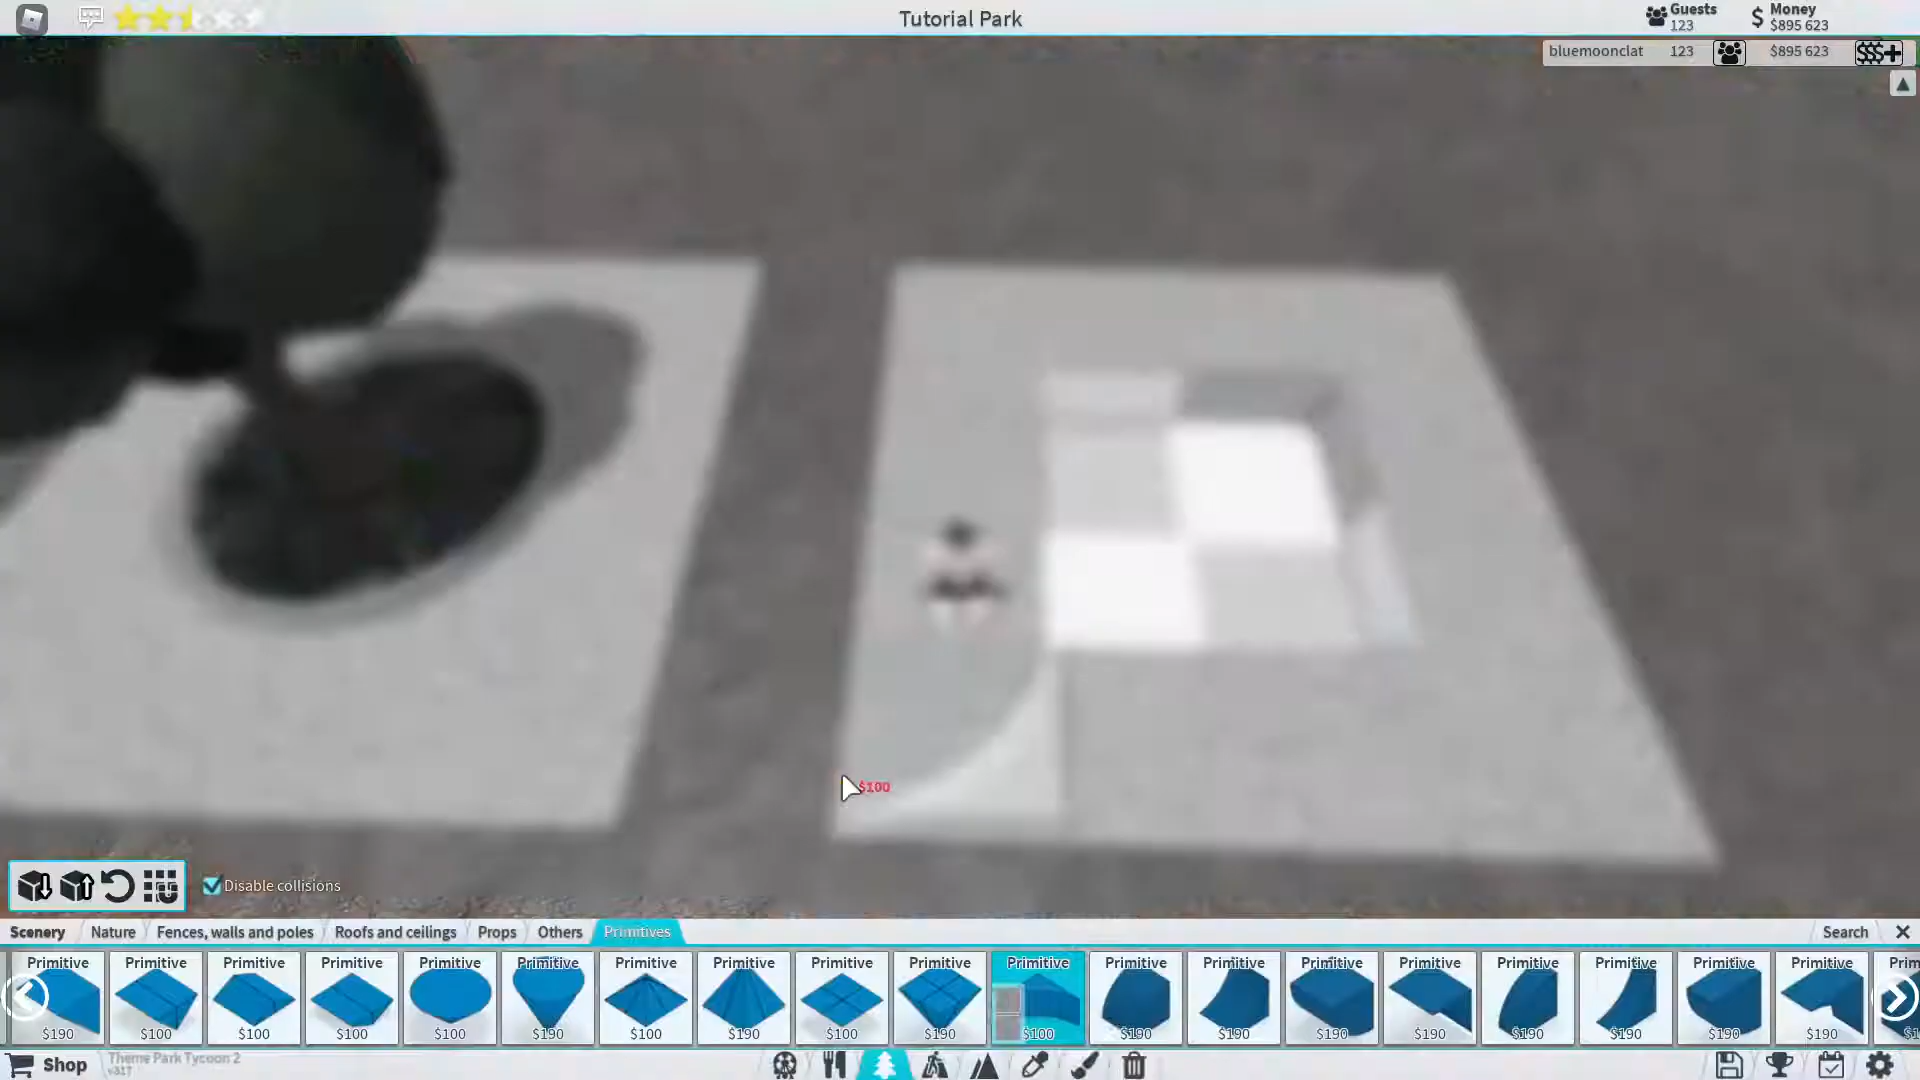 Tutorial Park
Guests
123
$ Money
$895 623
bluemoonclat 123 $895 623 $$$+
$100
Disable collisions
Scenery Nature Fences, walls and poles Roofs and ceilings Props Others Primitives Search
Primitive Primitive Primitive Primitive Primitive Primitive Primitive Primitive Primitive Primitive Primitive Primitive Primitive Primitive Primitive Primitive Primitive Primitive Primitive
$190 $100 $100 $100 $100 $190 $100 $190 $100 $190 $100 $190 $190 $190 $190 $190 $190 $190 $190
Shop Theme Park Tycoon 2
v317